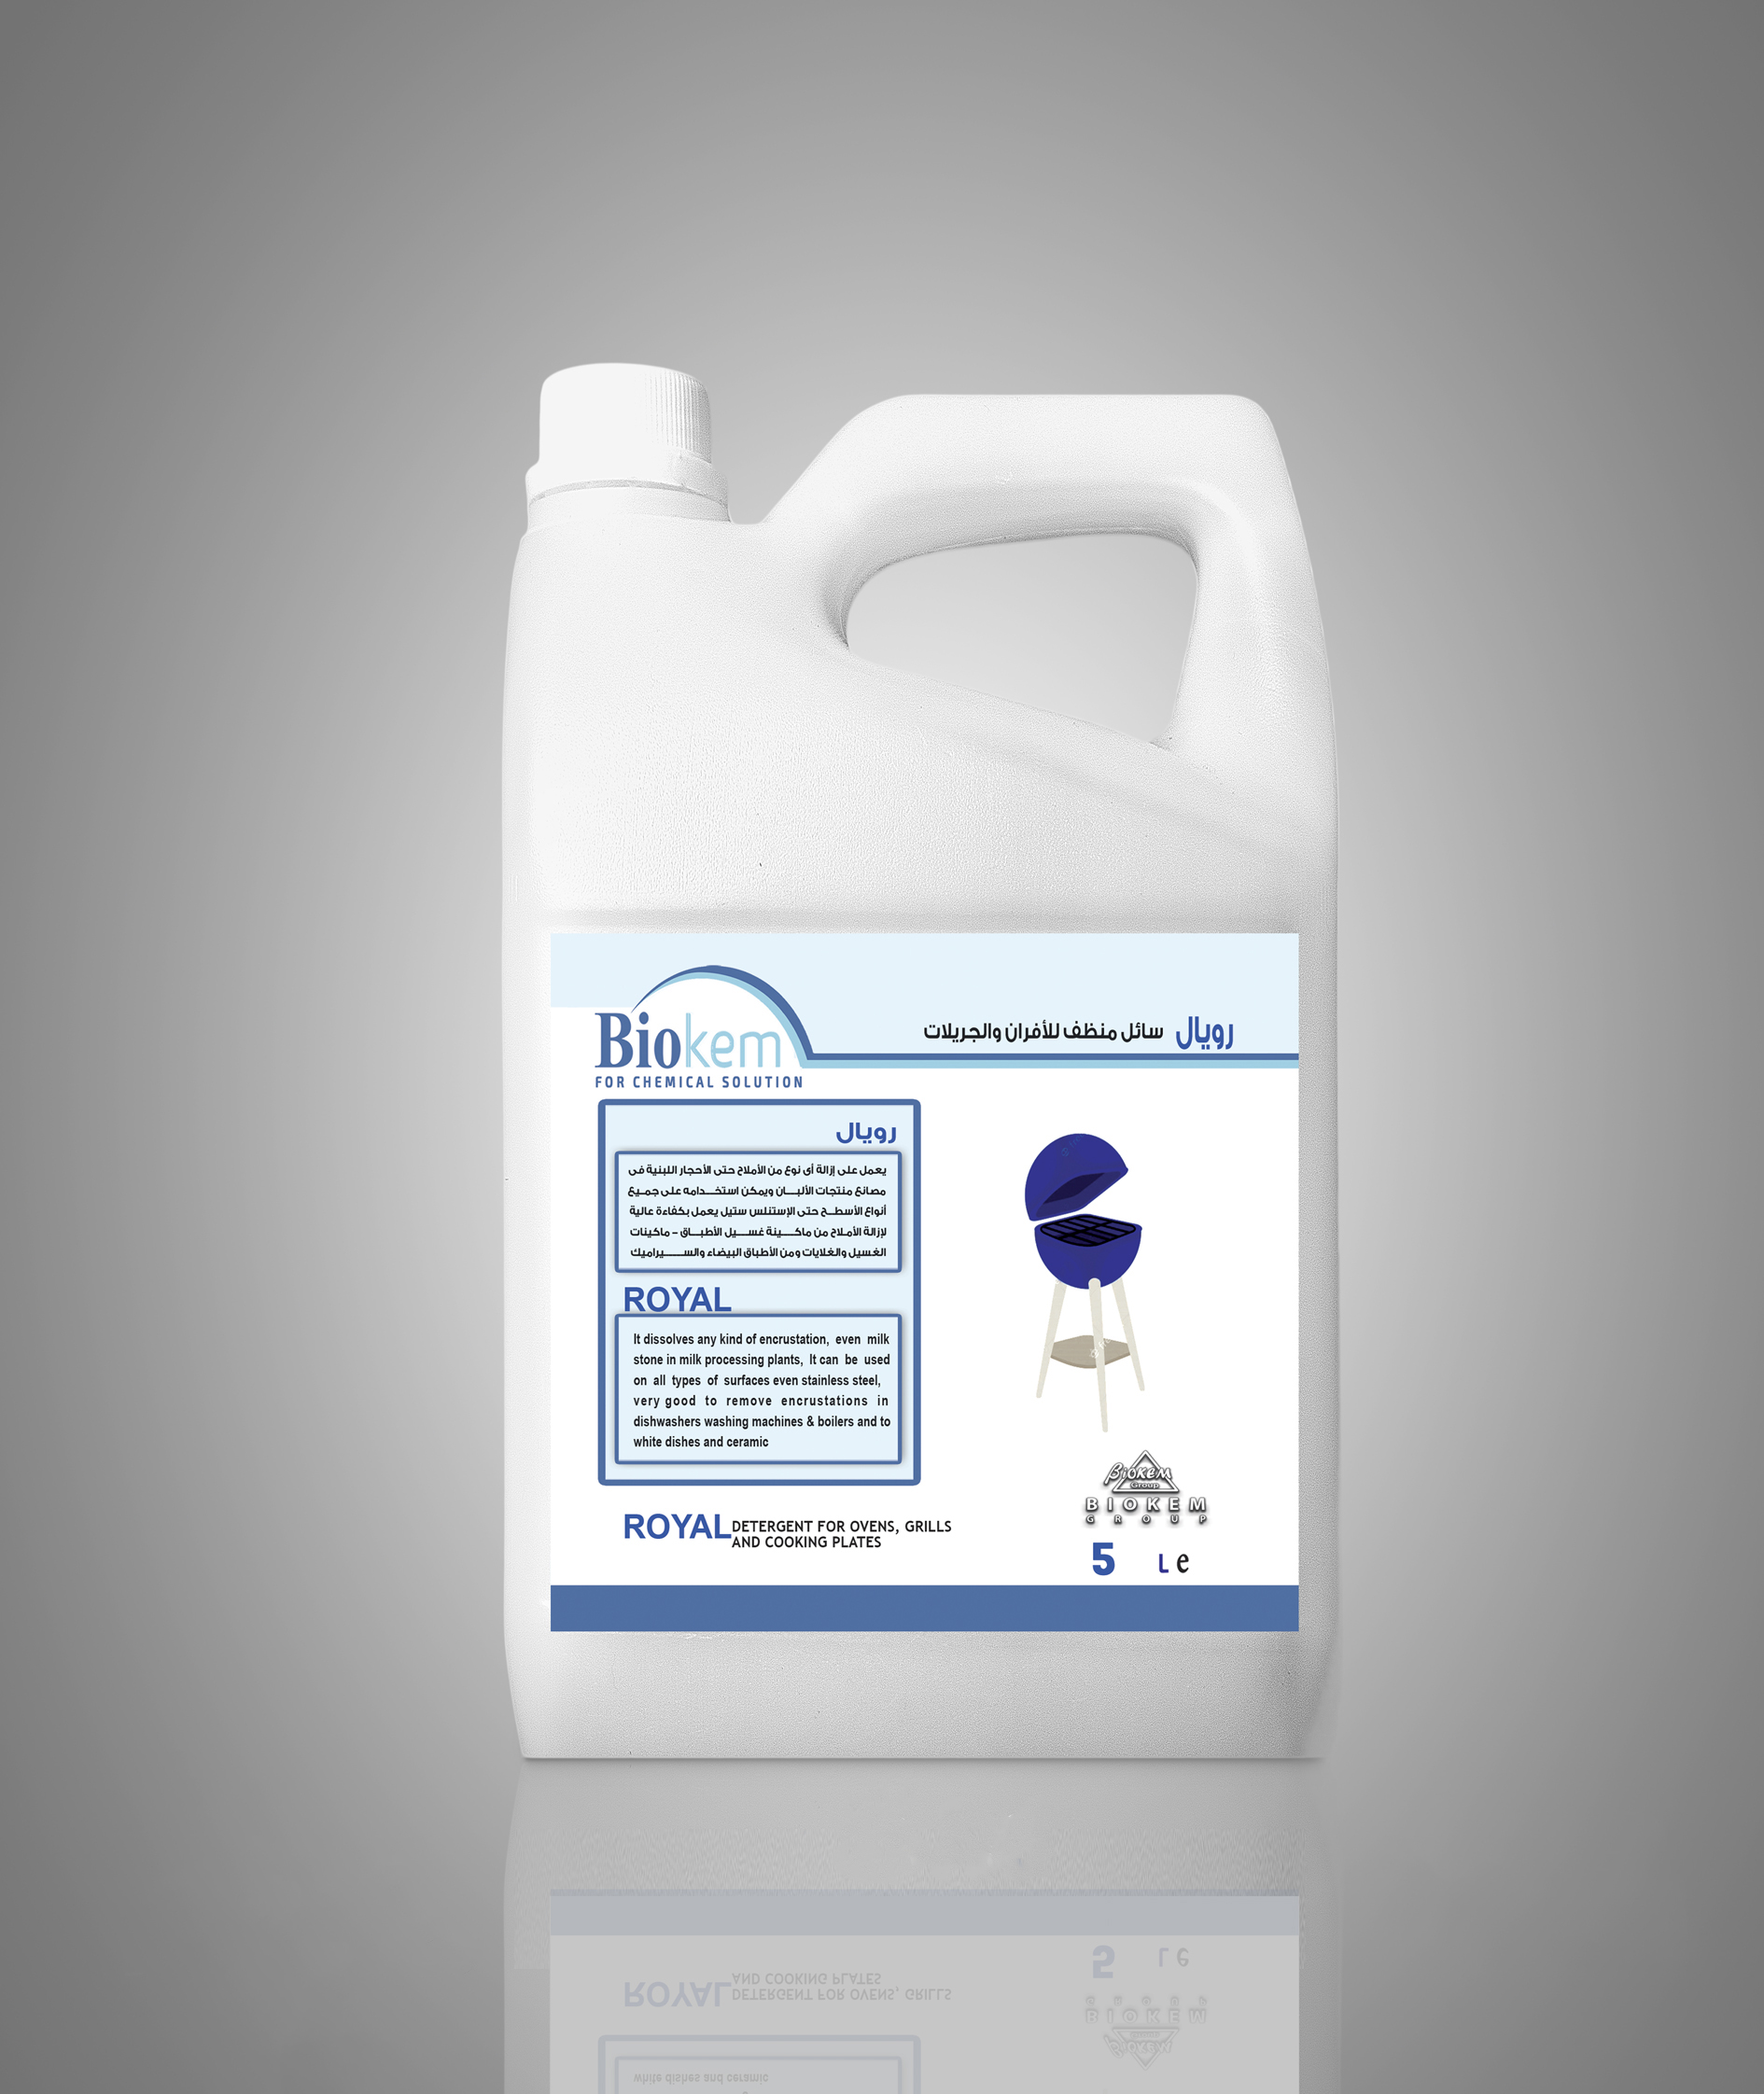 Biokem
FOR CHEMICAL SOLUTION
رويال سائل منظف للأفران والجريلات
رويال
يعمل على إزالة أى نوع من الأملاح حتى الأحجار اللبنية فى
مصانع منتجات الألبـــان ويمكن استخـــدامه على جمـيع
أنواع الأسطــح حتى الإستنلس ستيل يعمل بكفاءة عالية
لإزالة الأملاح من ماكــــينة غســـيل الأطبـــاق - ماكينات
الغسيل والغلايات ومن الأطباق البيضاء والســــــيراميك
ROYAL
It dissolves any kind of encrustation, even milk
stone in milk processing plants, It can be used
on all types of surfaces even stainless steel,
very good to remove encrustations in
dishwashers washing machines & boilers and to
white dishes and ceramic
ROYAL DETERGENT FOR OVENS, GRILLS
AND COOKING PLATES
Biokem
Group
BIOKEM
GROUP
5 L e